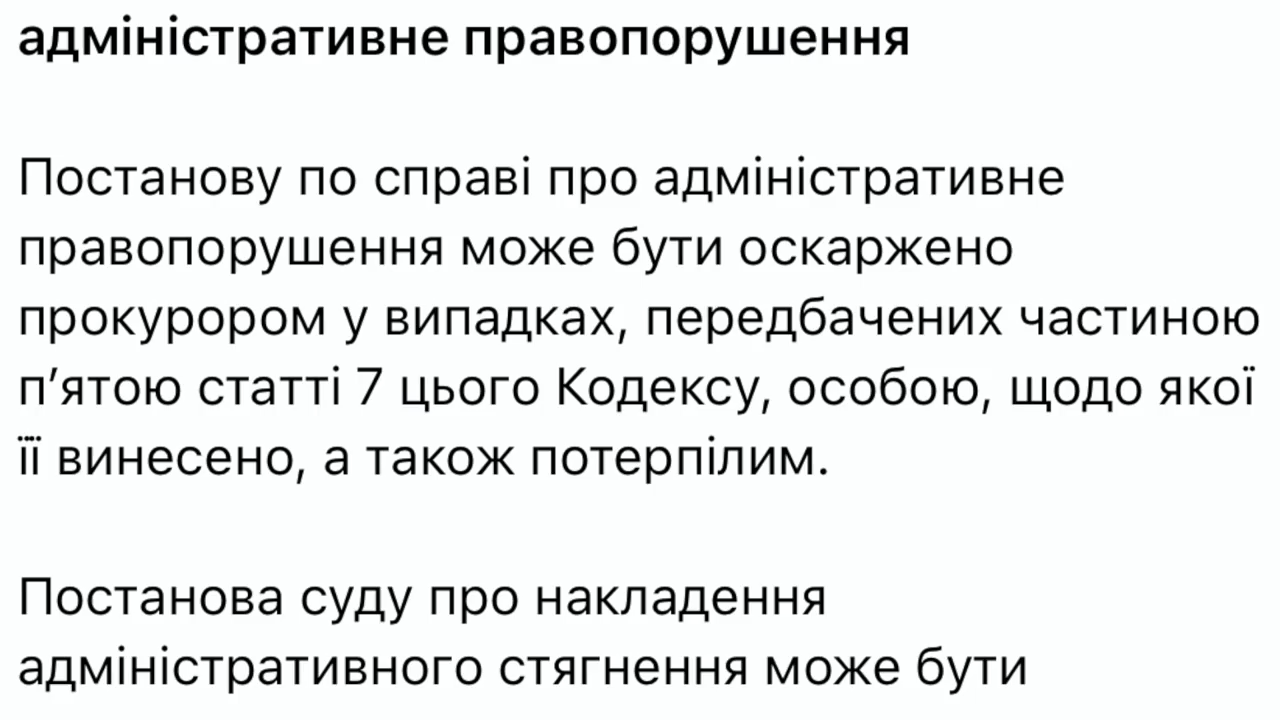 адміністративне правопорушення
Постанову по справі про адміністративне
правопорушення може бути оскаржено
прокурором у випадках, передбачених частиною
п’ятою статті 7 цього Кодексу, особою, щодо якої
її винесено, а також потерпілим.
Постанова суду про накладення
адміністративного стягнення може бути